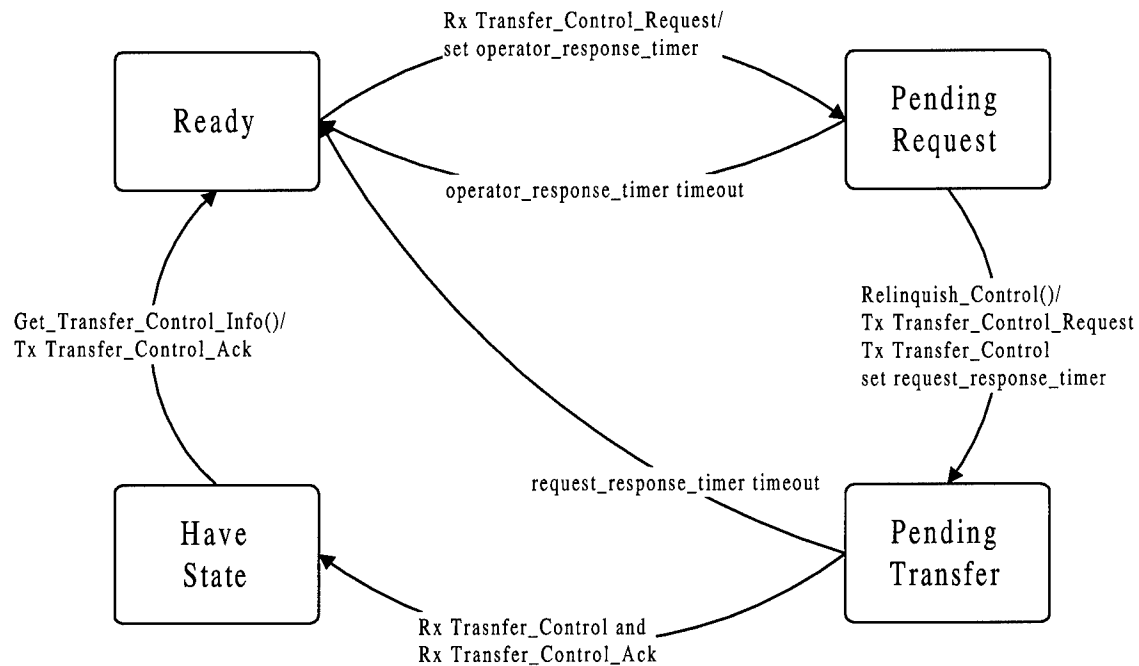 Rx Transfer_Control_Request/
set operator_response_timer
Ready
Pending
Request
operator_response_timer timeout
Relinquish_Control()/
Tx Transfer_Control_Request
Tx Transfer_Control
set request_response_timer
Get_Transfer_Control_Info()/
Tx Transfer_Control_Ack
request_response_timer timeout
Have
State
Pending
Transfer
Rx Trasnfer_Control and
Rx Transfer_Control_Ack